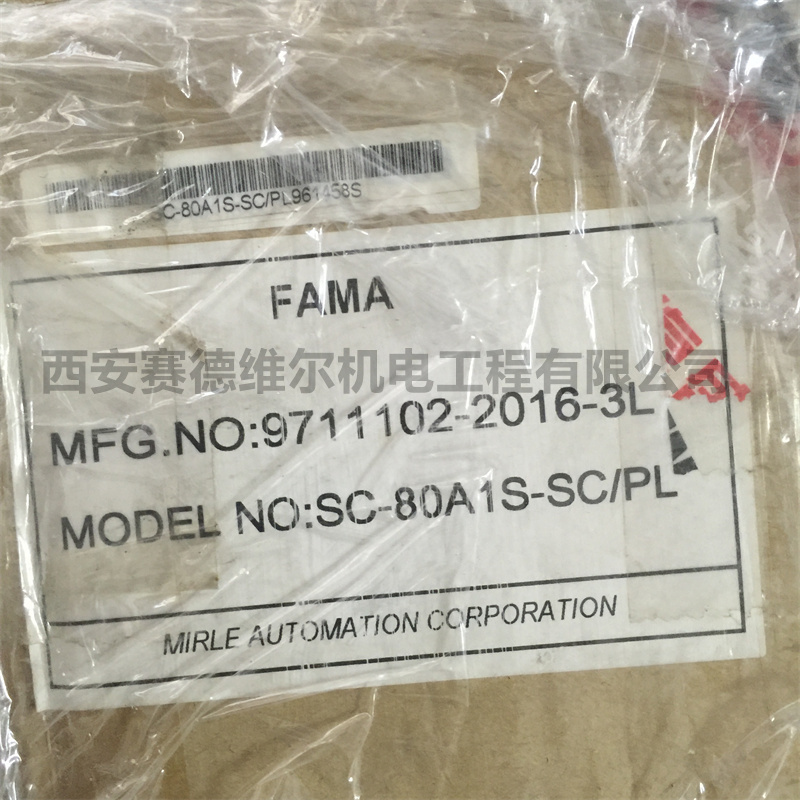 SC-80A1S-SC/PL961458S
FAMA
西安赛德维尔机电工程有限公司
MFG.NO:9711102-2016-3L
MODEL NO:SC-80A1S-SC/PL
MIRLE AUTOMATION CORPORATION